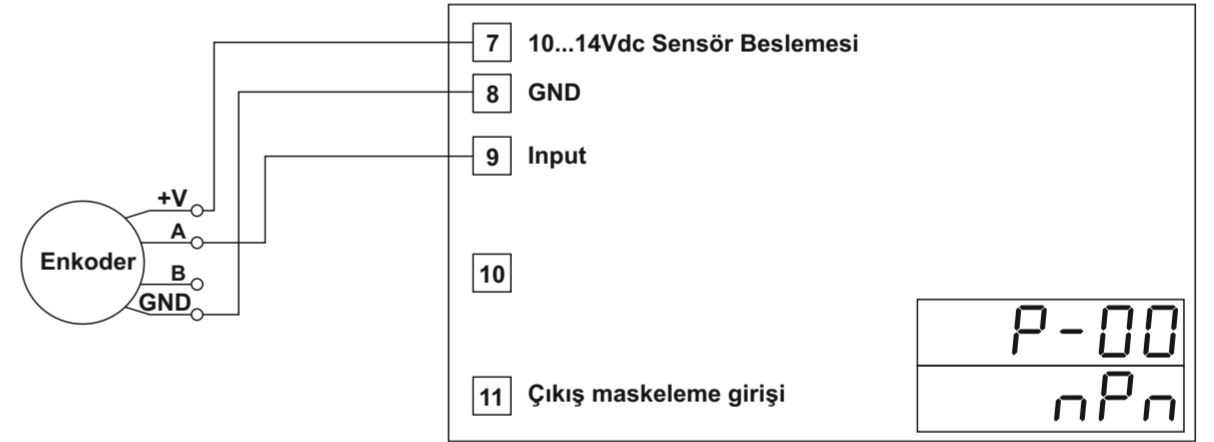 7 10...14Vdc Sensör Beslemesi
8 GND
9 Input
+V
A
Enkoder
B
GND
10
P-00
nPn
11 Çıkış maskeleme girişi